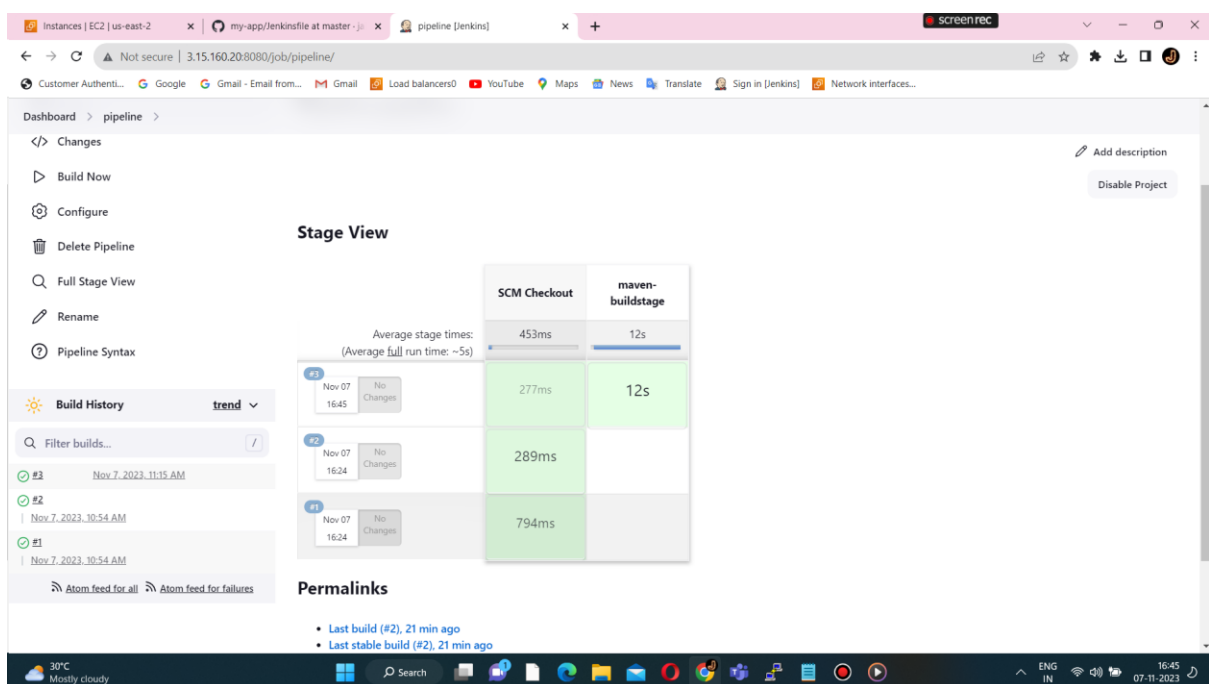 Instances | EC2 | us-east-2
my-app/Jenkinsfile at master · ja
pipeline [Jenkins]
screenrec
Not secure | 3.15.160.20:8080/job/pipeline/
Customer Authenti...
Google
Gmail - Email from...
Gmail
Load balancers0
YouTube
Maps
News
Translate
Sign in [Jenkins]
Network interfaces...
Dashboard > pipeline >
</> Changes
Build Now
Configure
Delete Pipeline
Full Stage View
Rename
Pipeline Syntax
Build History
trend
Filter builds...
/
#3
Nov 7, 2023, 11:15 AM
#2
Nov 7, 2023, 10:54 AM
#1
Nov 7, 2023, 10:54 AM
Atom feed for all
Atom feed for failures
Add description
Disable Project
Stage View
SCM Checkout
maven-
buildstage
Average stage times:
(Average full run time: ~5s)
453ms
12s
#3
Nov 07
16:45
No
Changes
277ms
12s
#2
Nov 07
16:24
No
Changes
289ms
#1
Nov 07
16:24
No
Changes
794ms
Permalinks
• Last build (#2), 21 min ago
• Last stable build (#2), 21 min ago
30°C
Mostly cloudy
Search
ENG
IN
16:45
07-11-2023